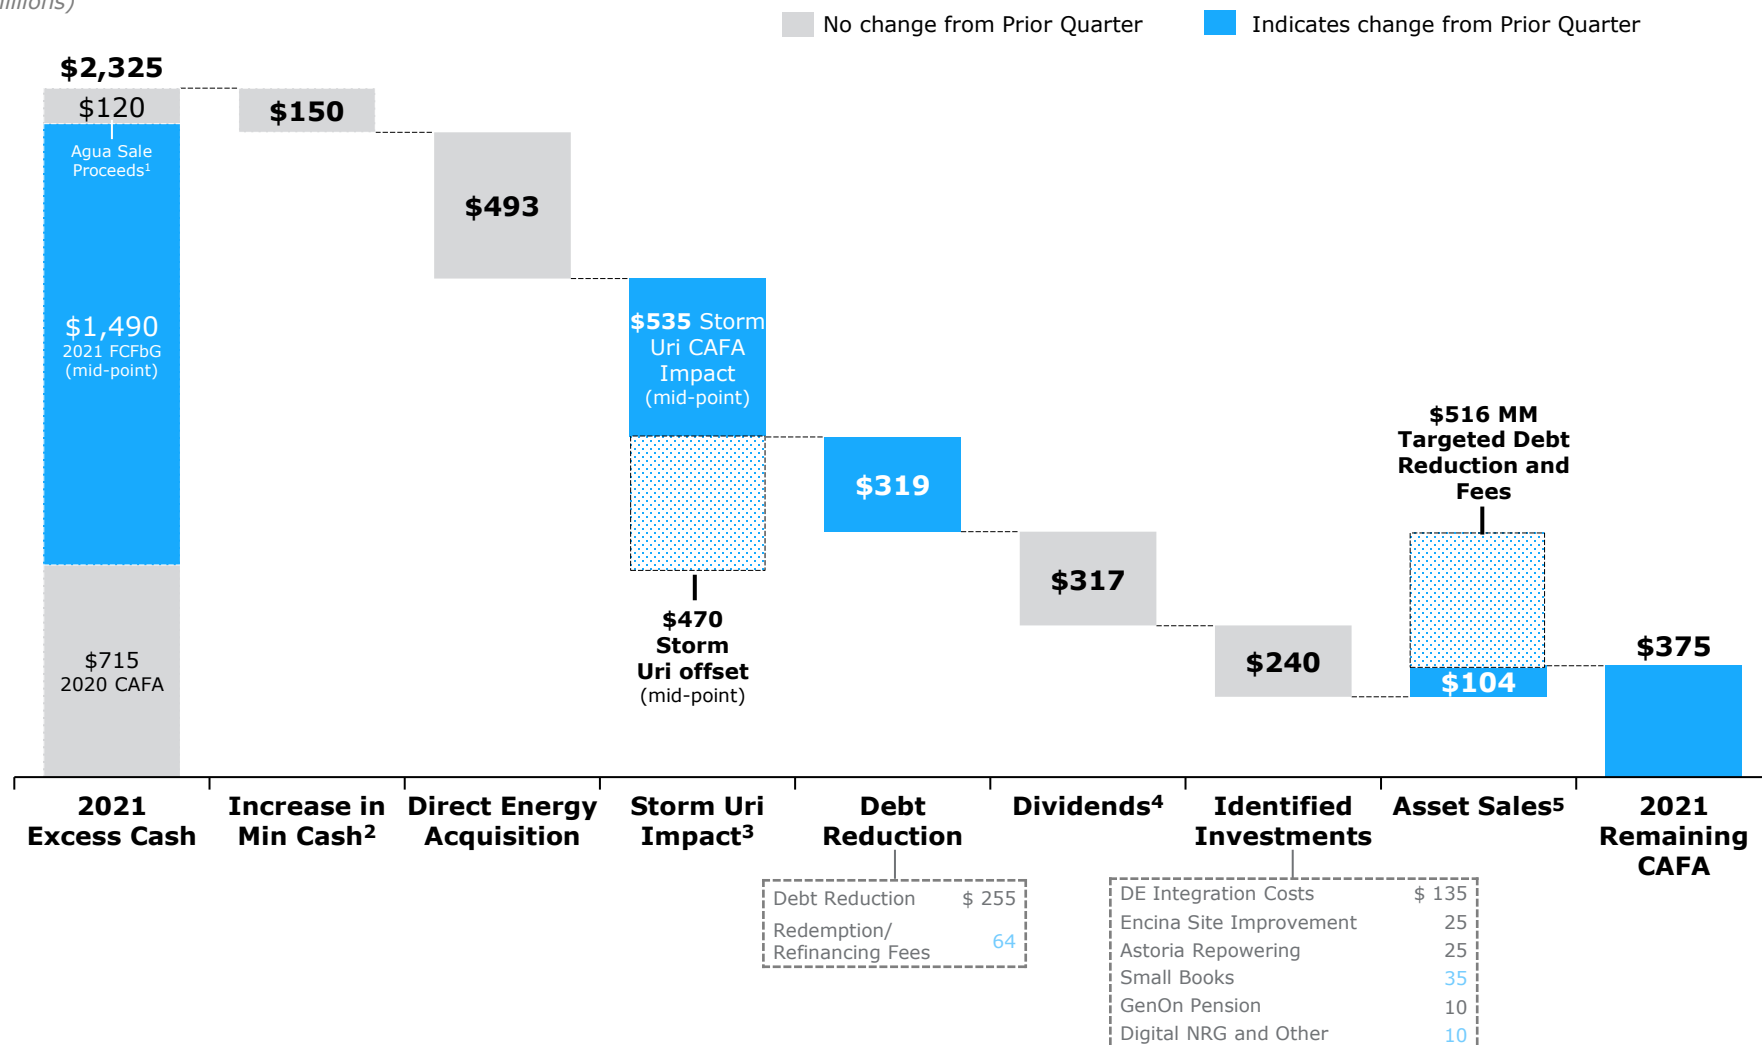 No change from Prior Quarter
Indicates change from Prior Quarter
$2,325
$120
Agua Sale
Proceeds1
$1,490
2021 FCFbG
(mid-point)
$715
2020 CAFA
$150
$493
$535 Storm
Uri CAFA
Impact
(mid-point)
$470
Storm
Uri offset
(mid-point)
$319
$317
$240
$516 MM
Targeted Debt
Reduction and
Fees
$104
$375
2021
Excess Cash
Increase in
Min Cash2
Direct Energy
Acquisition
Storm Uri
Impact3
Debt
Reduction
Dividends4
Identified
Investments
Asset Sales5
2021
Remaining
CAFA
Debt Reduction $ 255
Redemption/
Refinancing Fees 64
DE Integration Costs $ 135
Encina Site Improvement 25
Astoria Repowering 25
Small Books 35
GenOn Pension 10
Digital NRG and Other 10